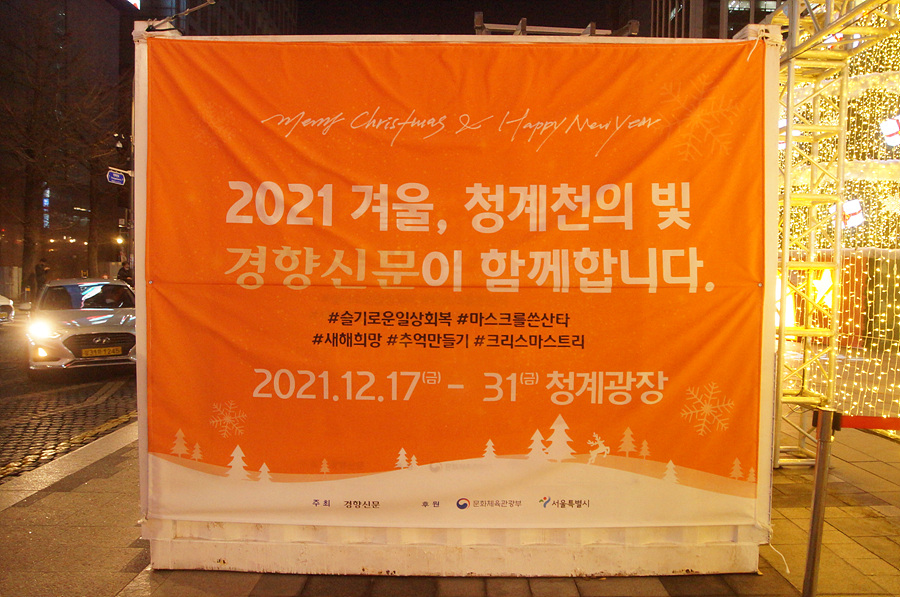 Merry Christmas & Happy New Year
2021 겨울, 청계천의 빛
경향신문이 함께합니다.
#슬기로운일상회복 #마스크를쓴산타
#새해희망 #추억만들기 #크리스마스트리
2021.12.17(금) - 31(금) 청계광장
주최 경향신문 후원 문화체육관광부 서울특별시